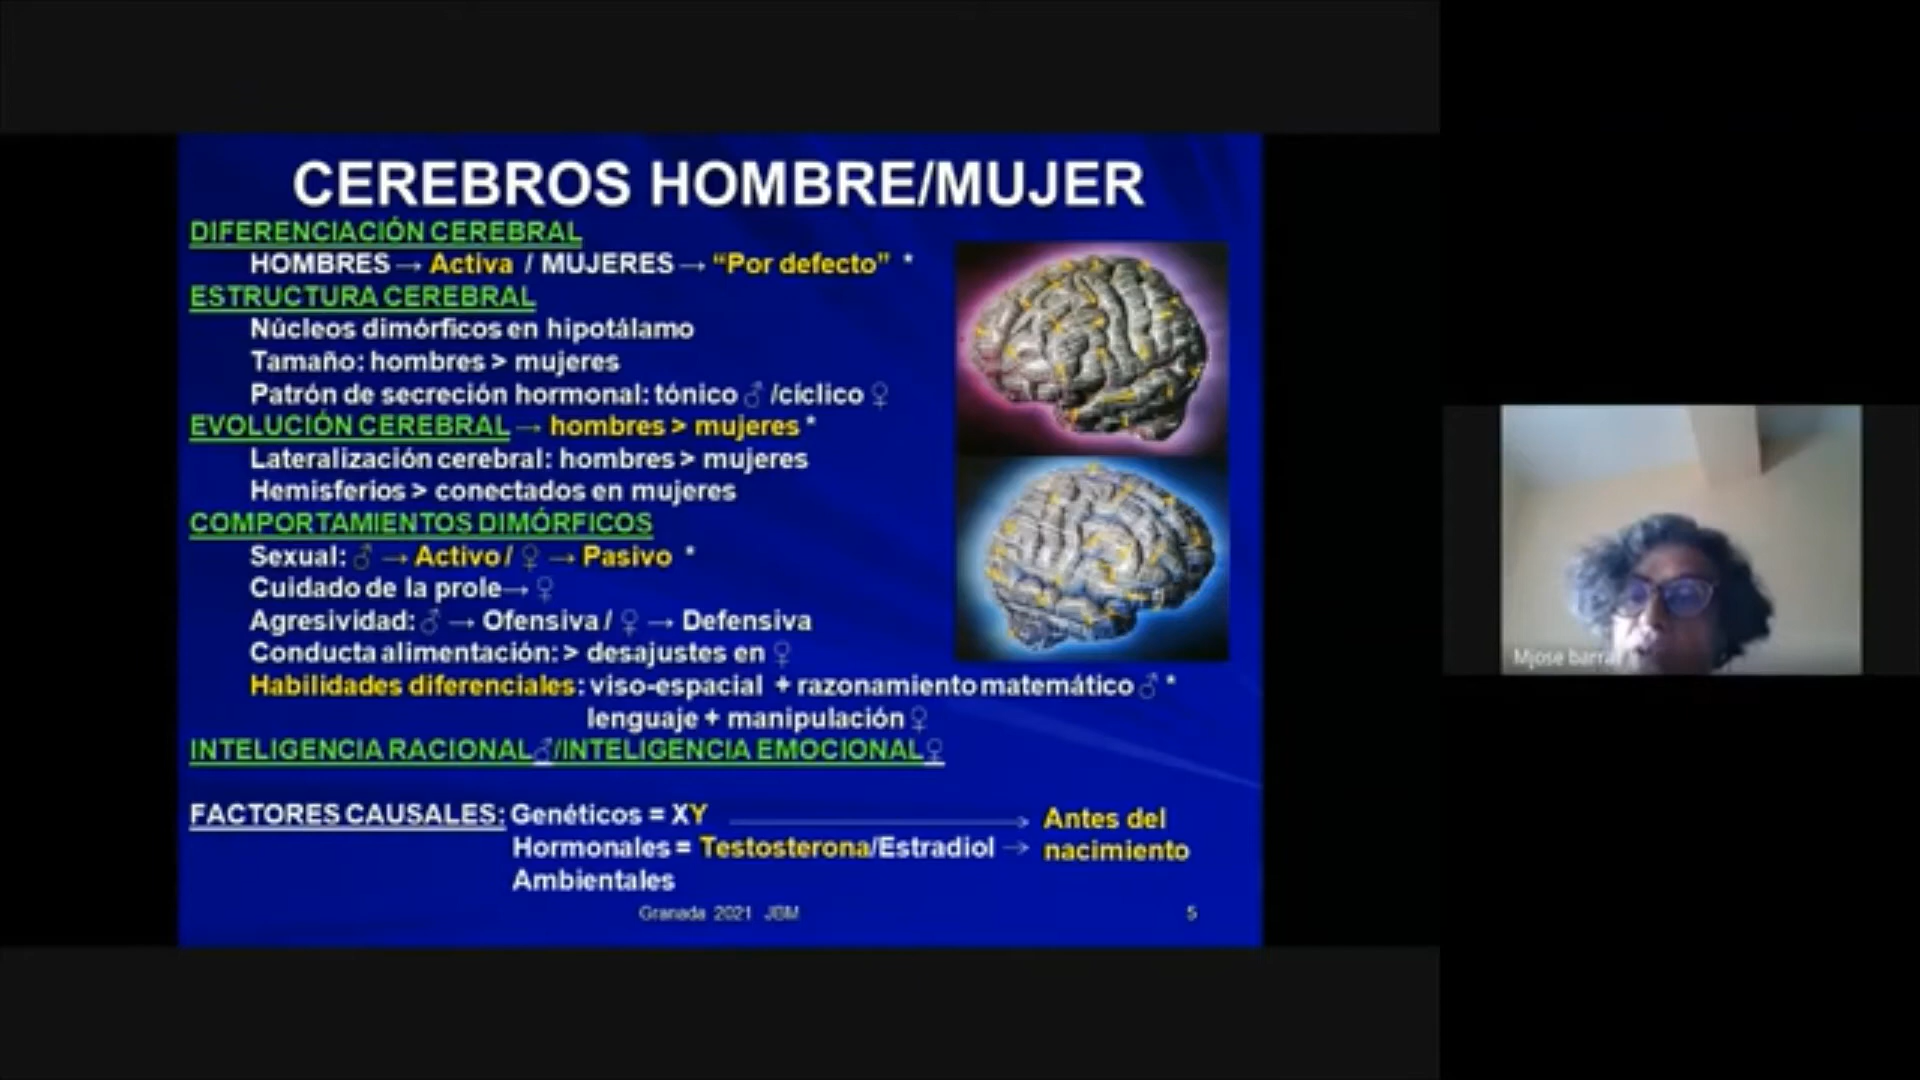 CEREBROS HOMBRE/MUJER
DIFERENCIACIÓN CEREBRAL
HOMBRES → Activa / MUJERES → “Por defecto” *
ESTRUCTURA CEREBRAL
Núcleos dimórficos en hipotálamo
Tamaño: hombres > mujeres
Patrón de secreción hormonal: tónico ♂ /cíclico ♀
EVOLUCIÓN CEREBRAL → hombres > mujeres *
Lateralización cerebral: hombres > mujeres
Hemisferios > conectados en mujeres
COMPORTAMIENTOS DIMÓRFICOS
Sexual: ♂ → Activo / ♀ → Pasivo *
Cuidado de la prole → ♀
Agresividad: ♂ → Ofensiva / ♀ → Defensiva
Conducta alimentación: > desajustes en ♀
Habilidades diferenciales: viso-espacial + razonamiento matemático ♂ *
lenguaje + manipulación ♀
INTELIGENCIA RACIONAL ♂/INTELIGENCIA EMOCIONAL ♀
FACTORES CAUSALES: Genéticos = XY → Antes del
Hormonales = Testosterona/Estradiol → nacimiento
Ambientales
Granada 2021 JBM
5
Mjose